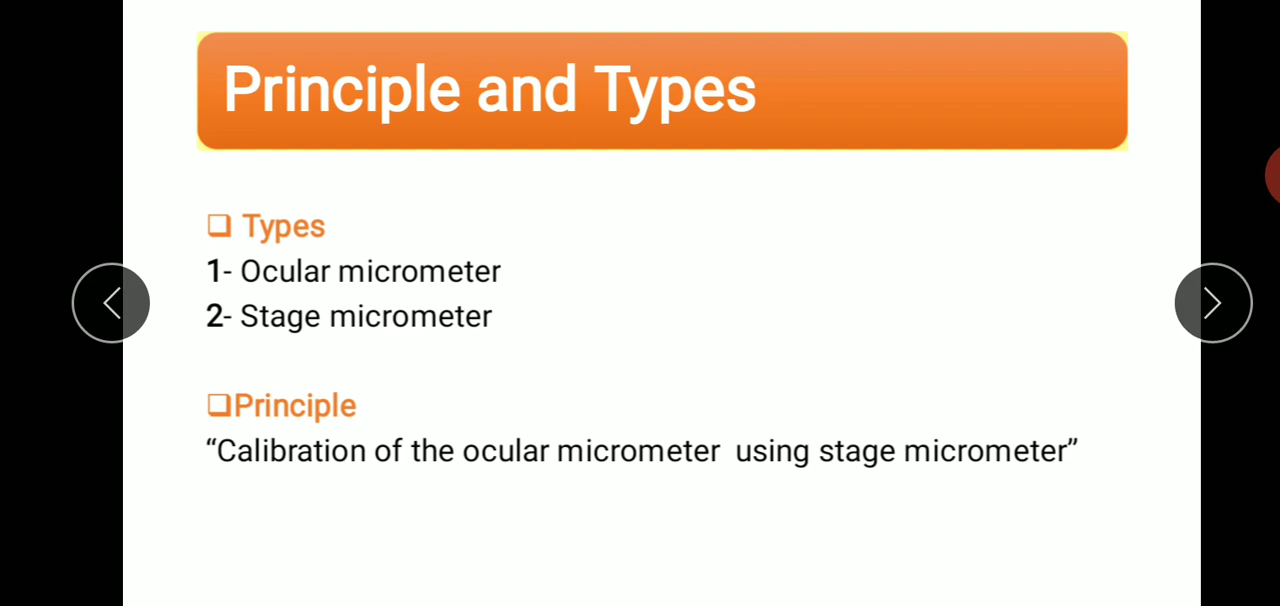 Principle and Types
❑ Types
1- Ocular micrometer
2- Stage micrometer
❑Principle
“Calibration of the ocular micrometer  using stage micrometer”